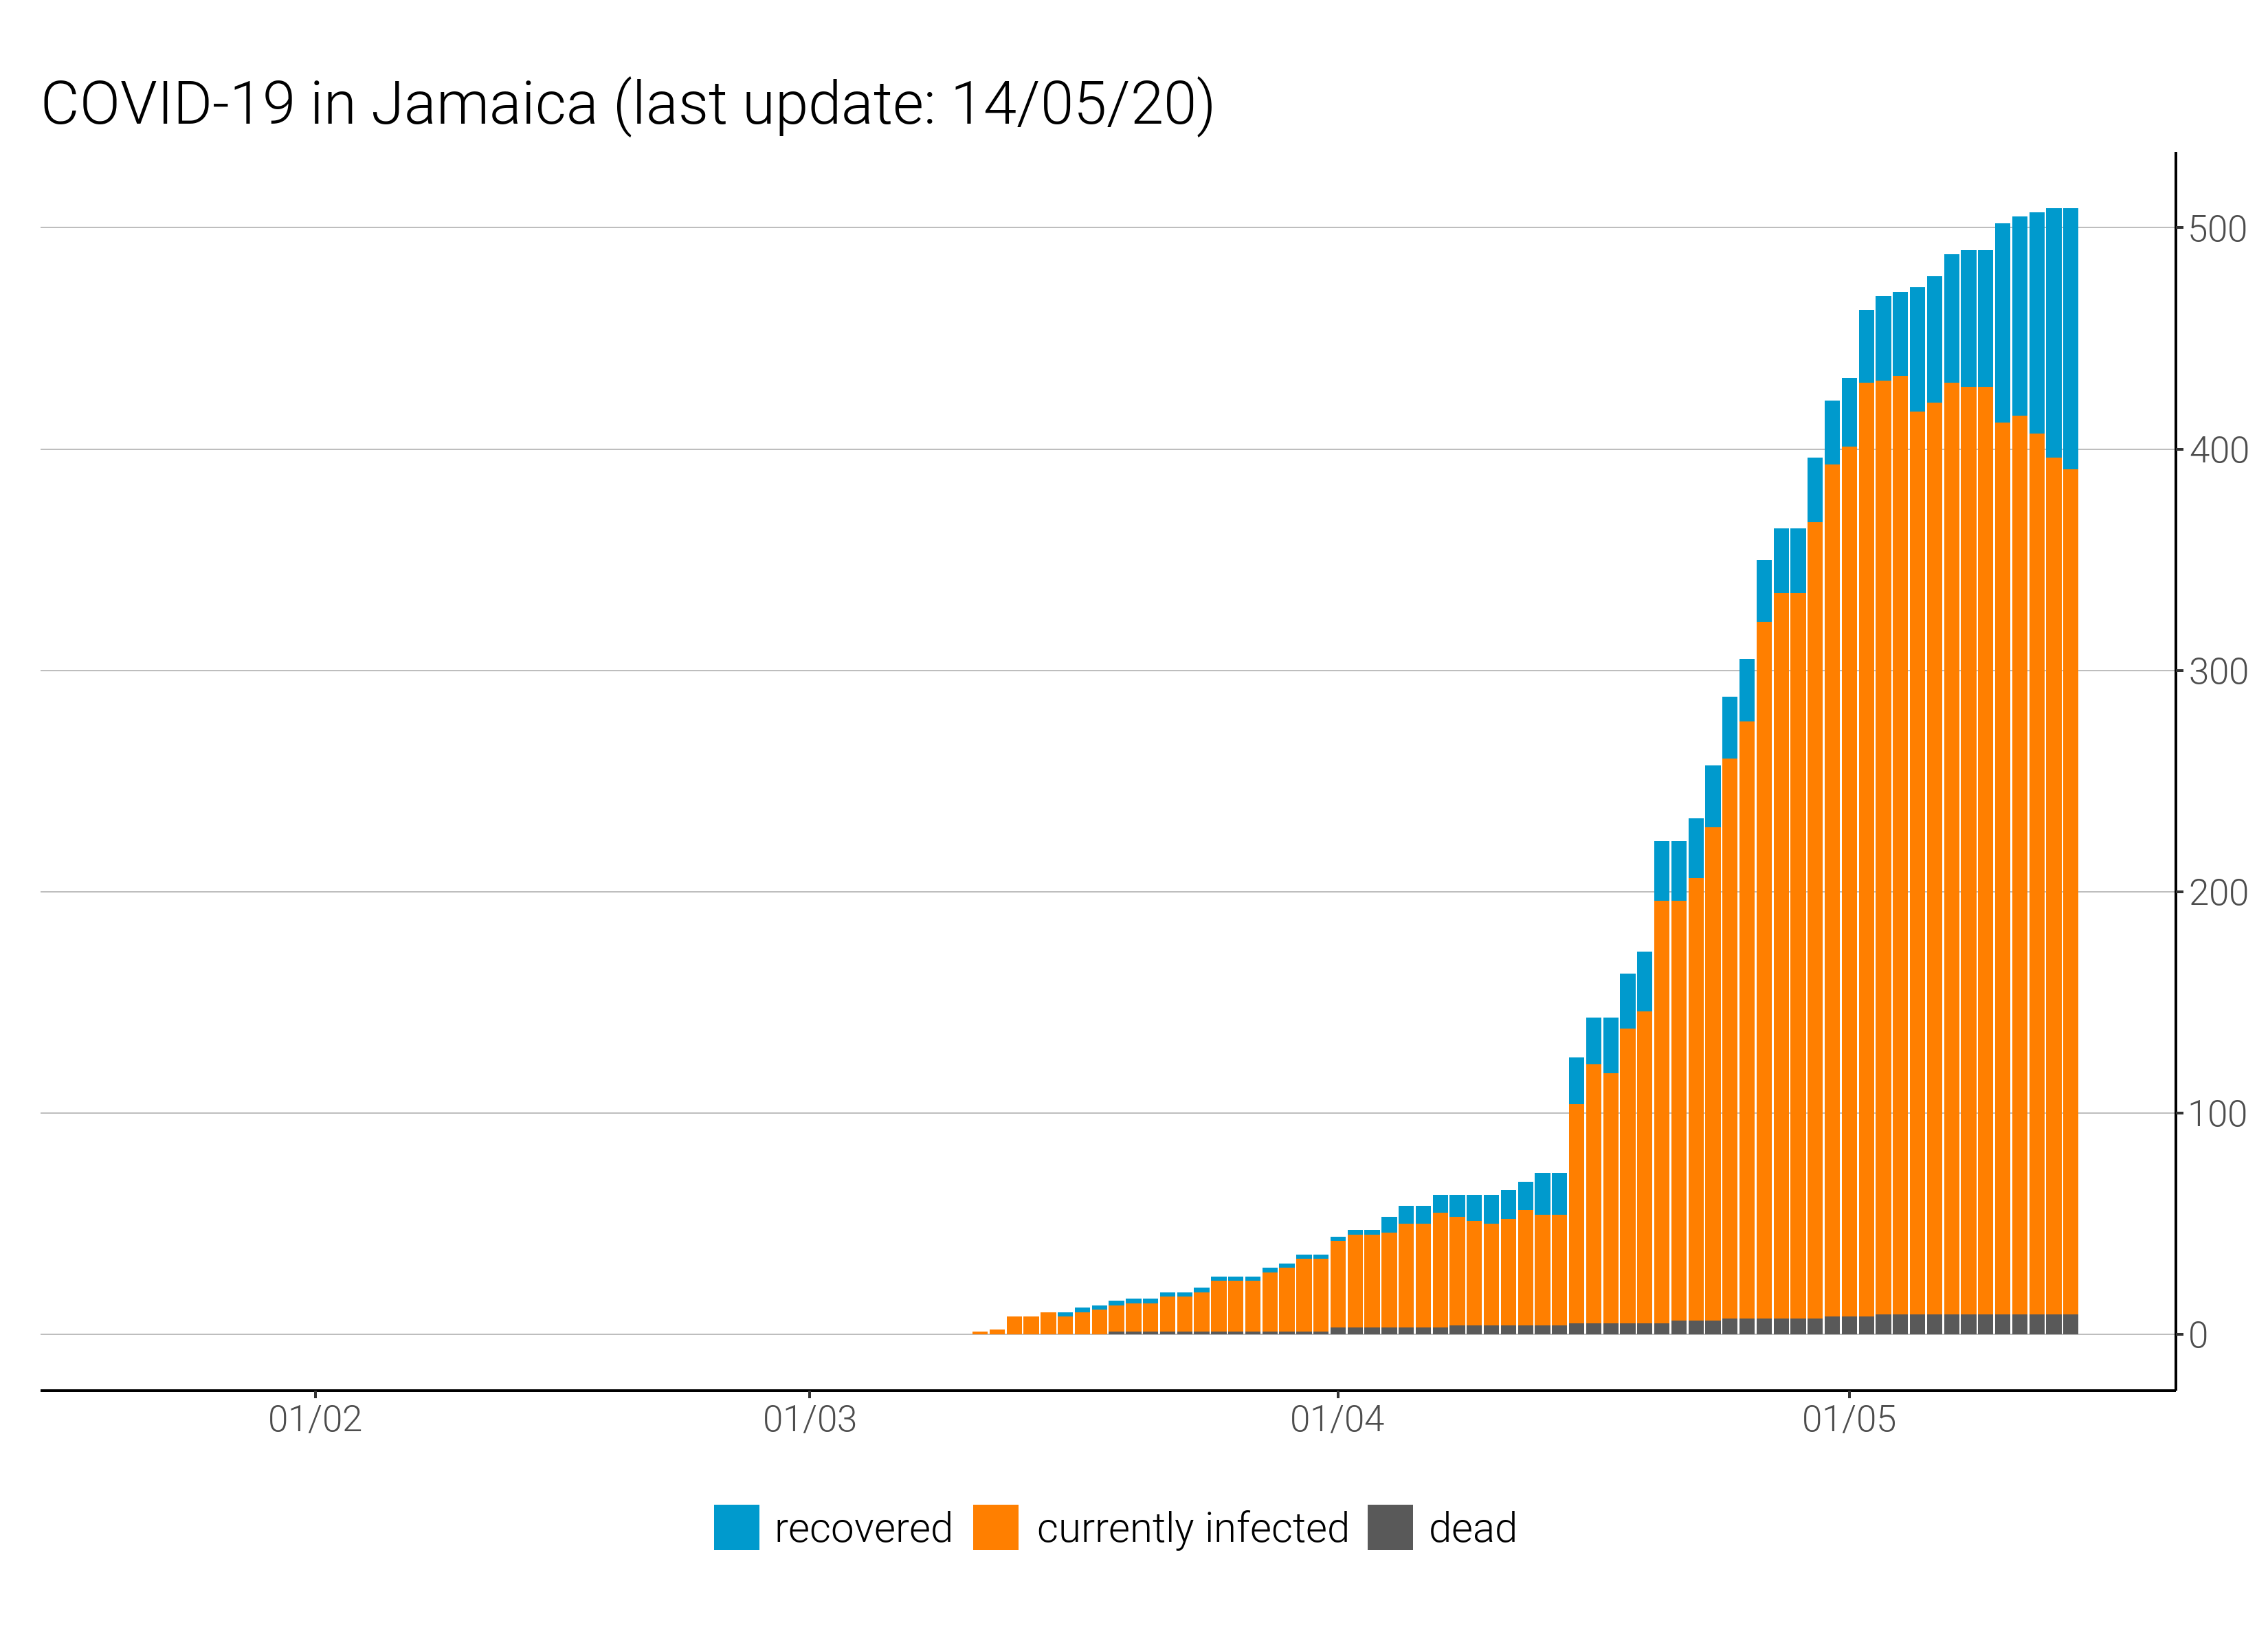 COVID-19 in Jamaica (last update: 14/05/20)
500
400
300
200
100
0
01/02 01/03 01/04 01/05
recovered currently infected dead